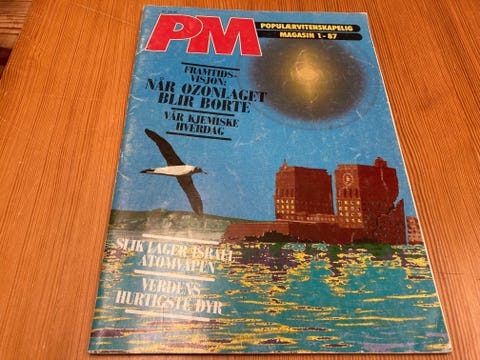 PM
POPULÆRVITENSKAPELIG
MAGASIN 1-87
FRAMTIDS-
VISJON:
NÅR OZONLAGET
BLIR BORTE
VÅR KJEMISKE
HVERDAG
SLIK LAGER ISRAEL
ATOMVÅPEN
VERDENS
HURTIGSTE DYR